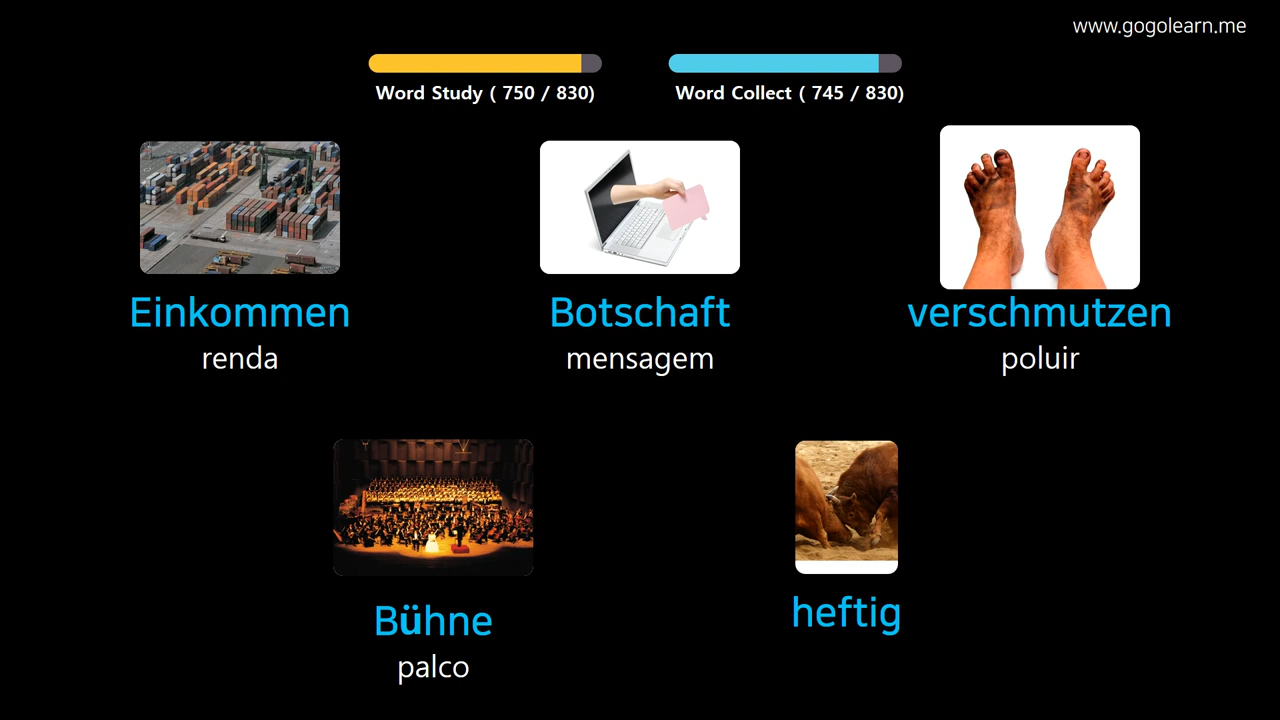 www.gogolearn.me
Word Study ( 750 / 830)
Word Collect ( 745 / 830)
Einkommen
renda
Botschaft
mensagem
verschmutzen
poluir
Bühne
palco
heftig